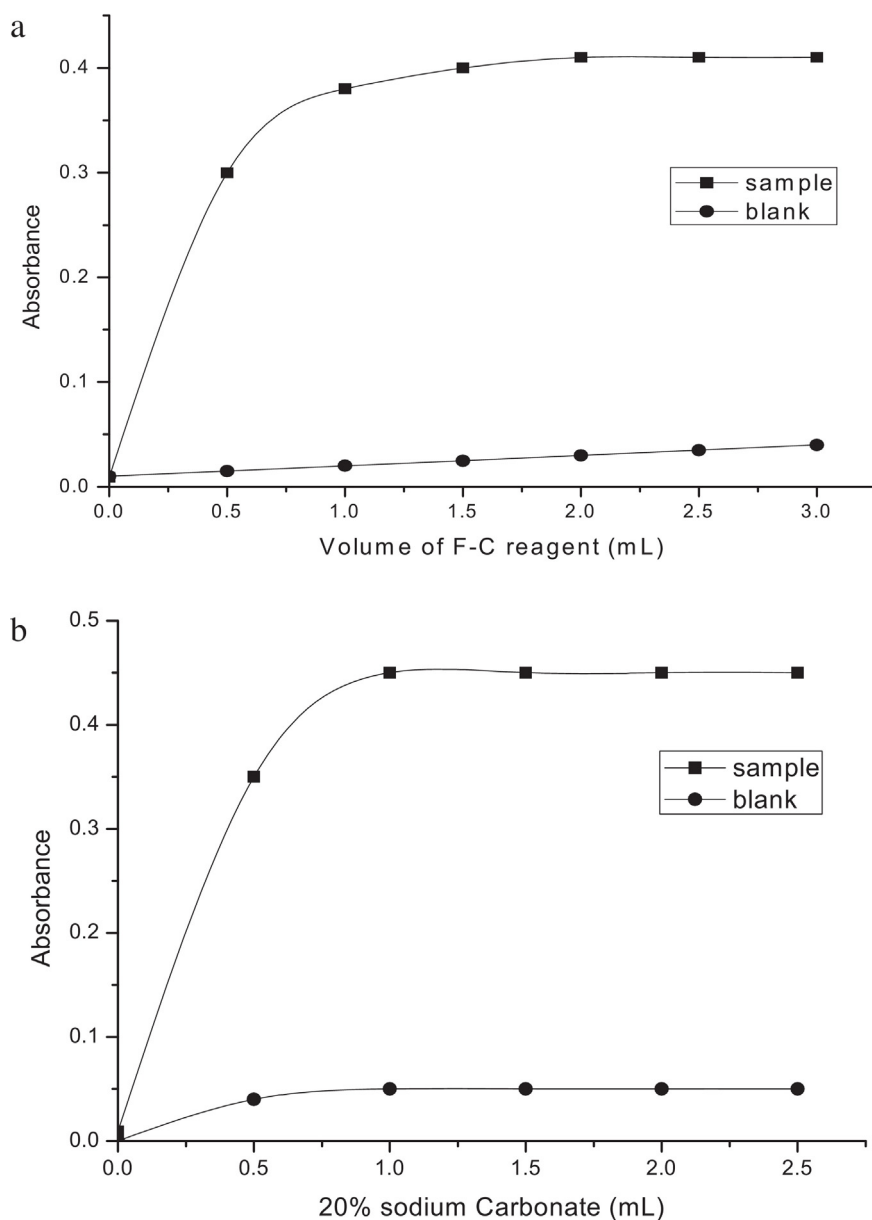 a
0.4
0.3
0.2
0.1
0.0
Absorbance
sample
blank
0.0 0.5 1.0 1.5 2.0 2.5 3.0
Volume of F-C reagent (mL)
b
0.5
0.4
0.3
0.2
0.1
0.0
Absorbance
sample
blank
0.0 0.5 1.0 1.5 2.0 2.5
20% sodium Carbonate (mL)